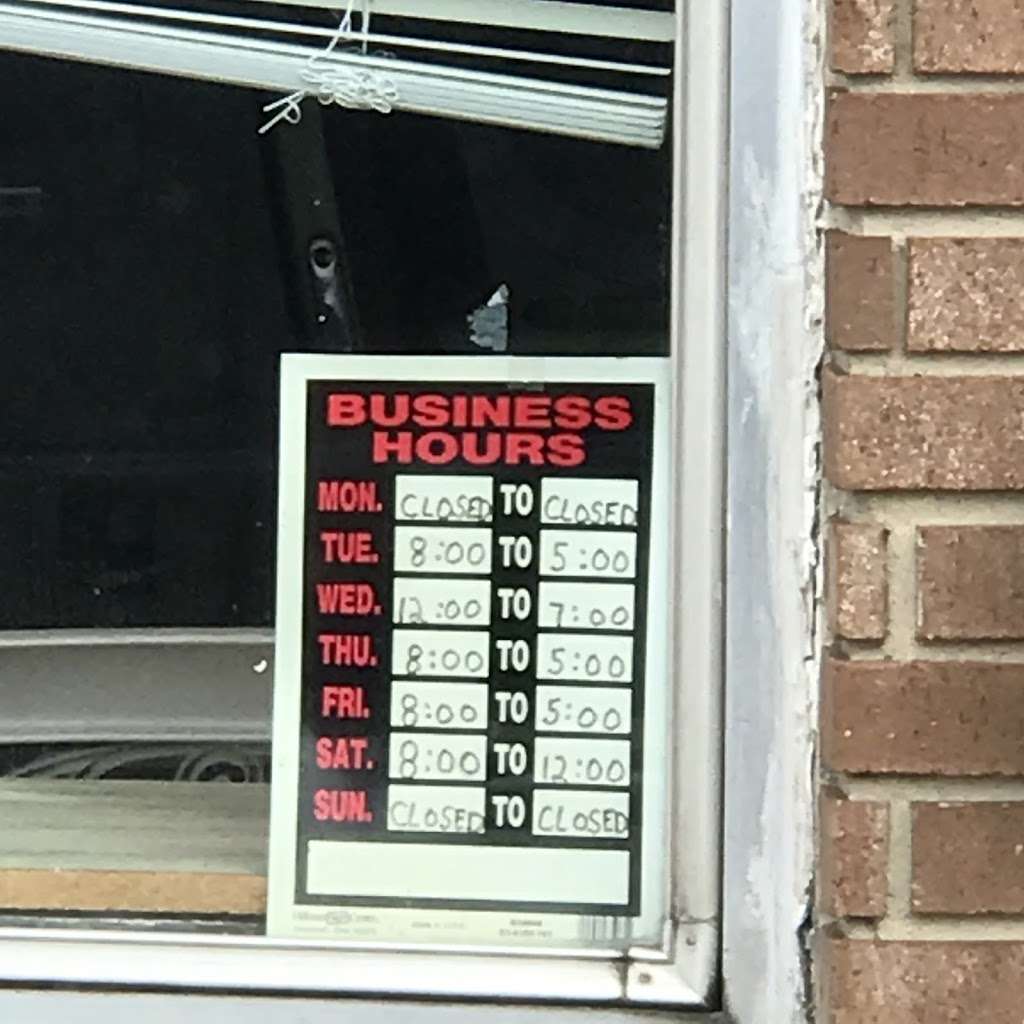 BUSINESS
HOURS
MON. CLOSED TO CLOSED
TUE. 8:00 TO 5:00
WED. 12:00 TO 7:00
THU. 8:00 TO 5:00
FRI. 8:00 TO 5:00
SAT. 8:00 TO 12:00
SUN. CLOSED TO CLOSED